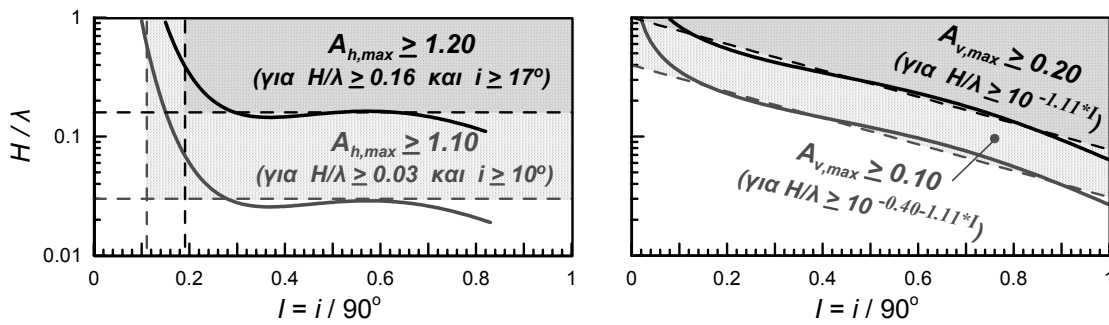 H / λ
1
0.1
0.01
A_h,max ≥ 1.20
(για H/λ ≥ 0.16 και i ≥ 17°)
A_h,max ≥ 1.10
(για H/λ ≥ 0.03 και i ≥ 10°)
0 0.2 0.4 0.6 0.8 1
I = i / 90°
A_v,max ≥ 0.20
(για H/λ ≥ 10^-1.11*I)
A_v,max ≥ 0.10
(για H/λ ≥ 10^-0.40-1.11*I)
0 0.2 0.4 0.6 0.8 1
I = i / 90°